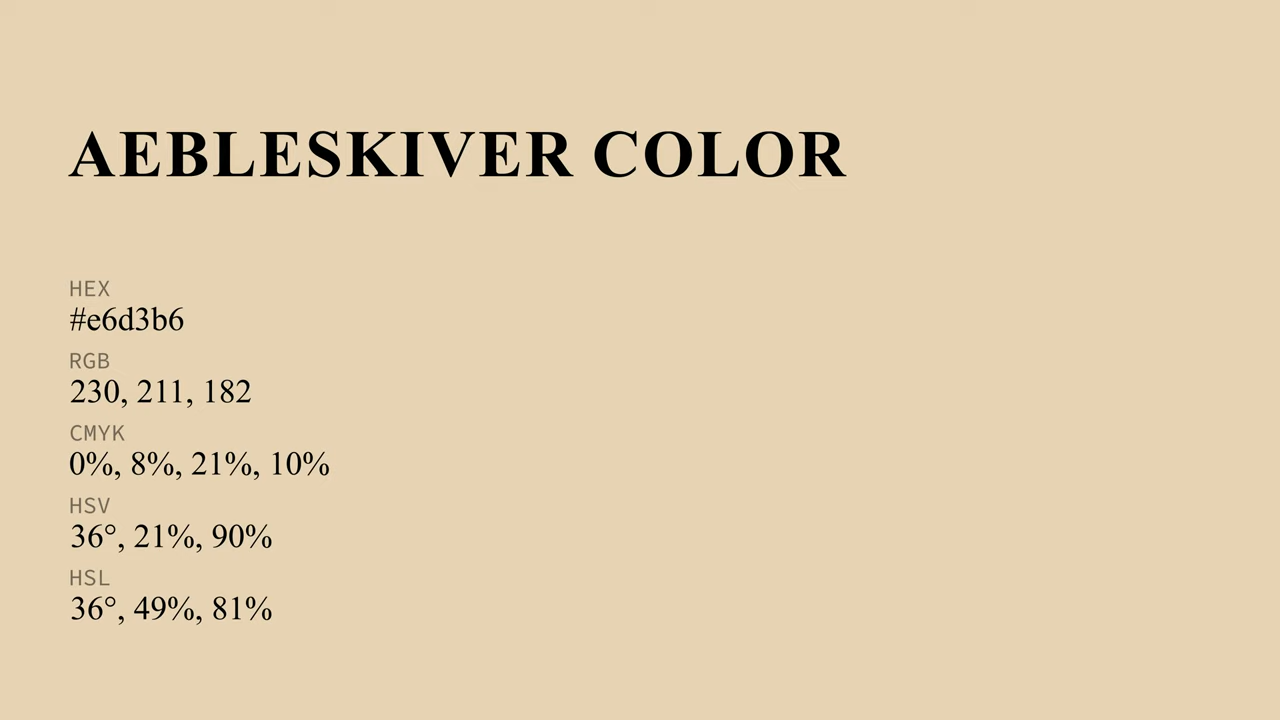 AEBLESKIVER COLOR
HEX
#e6d3b6
RGB
230, 211, 182
CMYK
0%, 8%, 21%, 10%
HSV
36°, 21%, 90%
HSL
36°, 49%, 81%